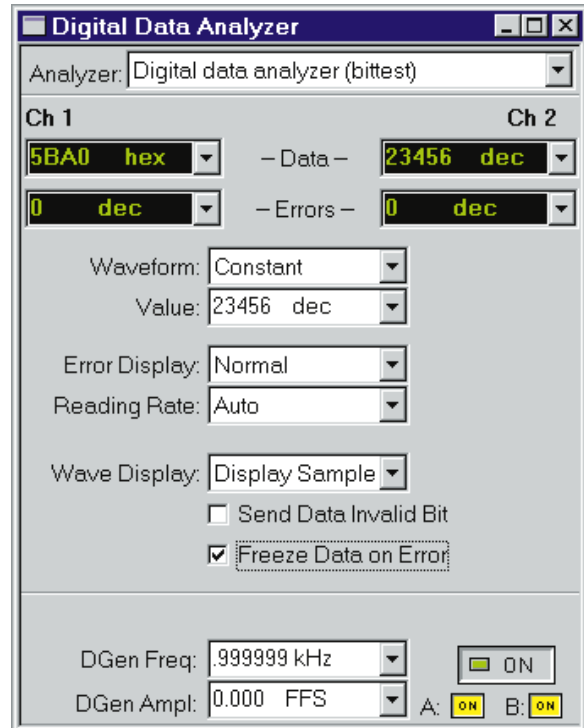 Digital Data Analyzer
Analyzer: Digital data analyzer (bittest)
Ch 1 Ch 2
5BA0 hex – Data – 23456 dec
0 dec – Errors – 0 dec
Waveform: Constant
Value: 23456 dec
Error Display: Normal
Reading Rate: Auto
Wave Display: Display Sample
Send Data Invalid Bit
Freeze Data on Error
DGen Freq: .999999 kHz ON
DGen Ampl: 0.000 FFS A: ON B: ON